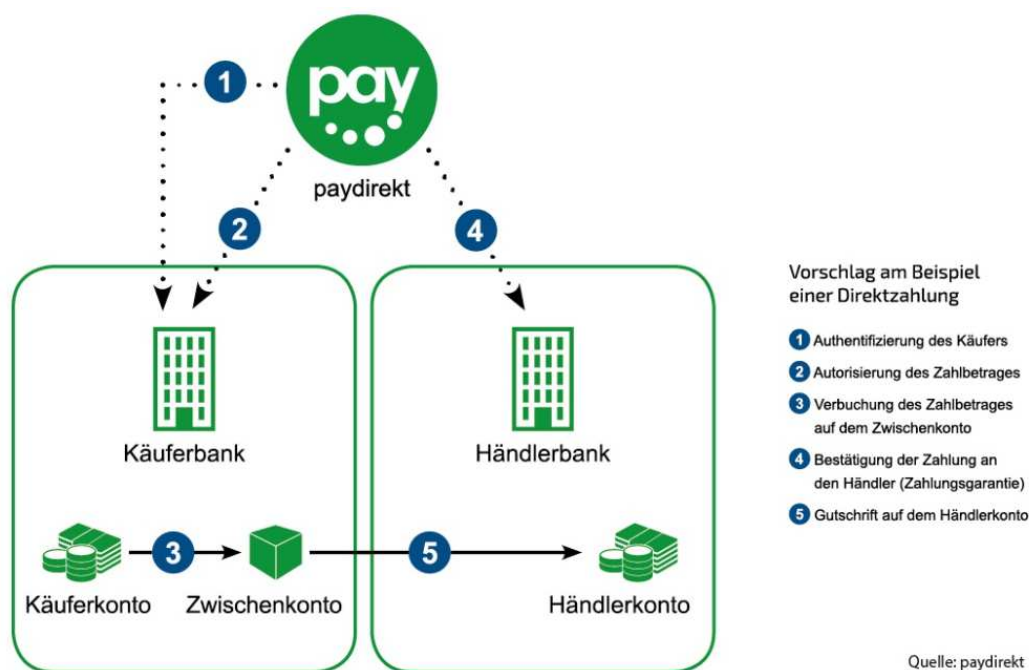 pay
paydirekt
1
2
4
Käuferbank
Händlerbank
3
5
Käuferkonto
Zwischenkonto
Händlerkonto
Vorschlag am Beispiel
einer Direktzahlung
1 Authentifizierung des Käufers
2 Autorisierung des Zahlbetrages
3 Verbuchung des Zahlbetrages
auf dem Zwischenkonto
4 Bestätigung der Zahlung an
den Händler (Zahlungsgarantie)
5 Gutschrift auf dem Händlerkonto
Quelle: paydirekt